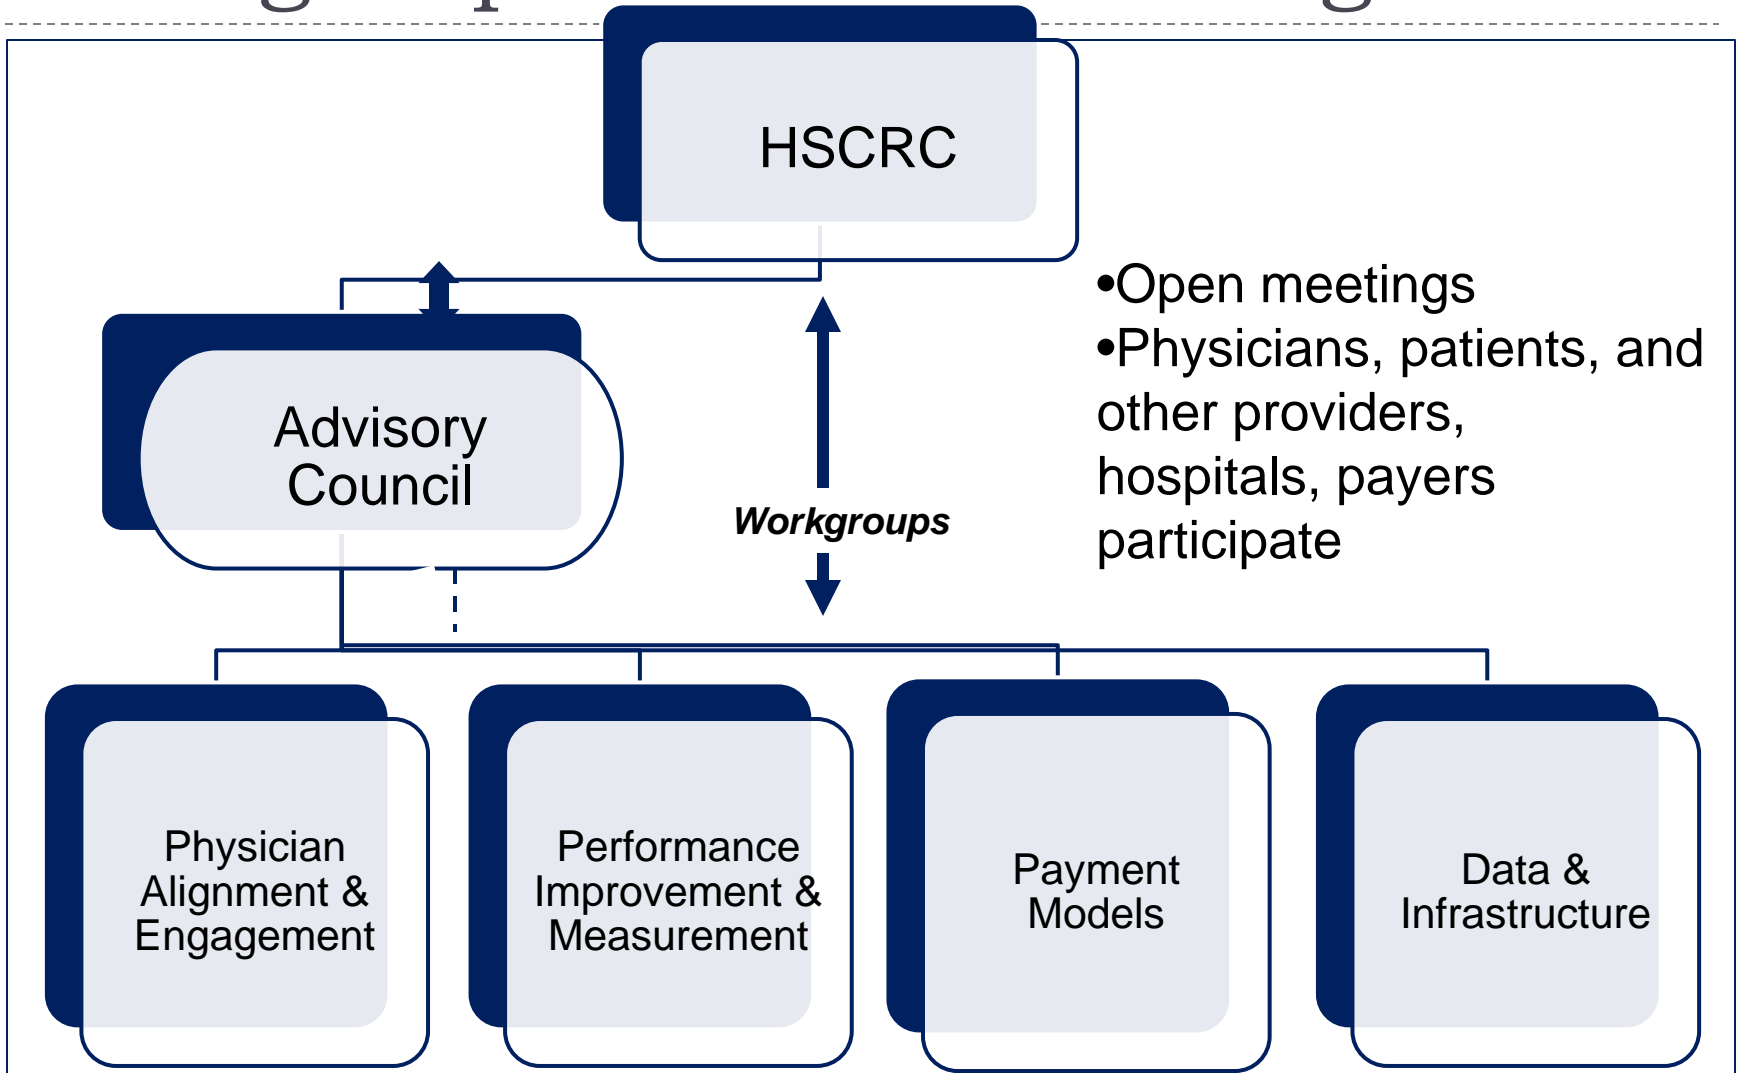 HSCRC
•Open meetings
•Physicians, patients, and
other providers,
hospitals, payers
participate
Advisory
Council
Workgroups
Physician
Alignment &
Engagement
Performance
Improvement &
Measurement
Payment
Models
Data &
Infrastructure